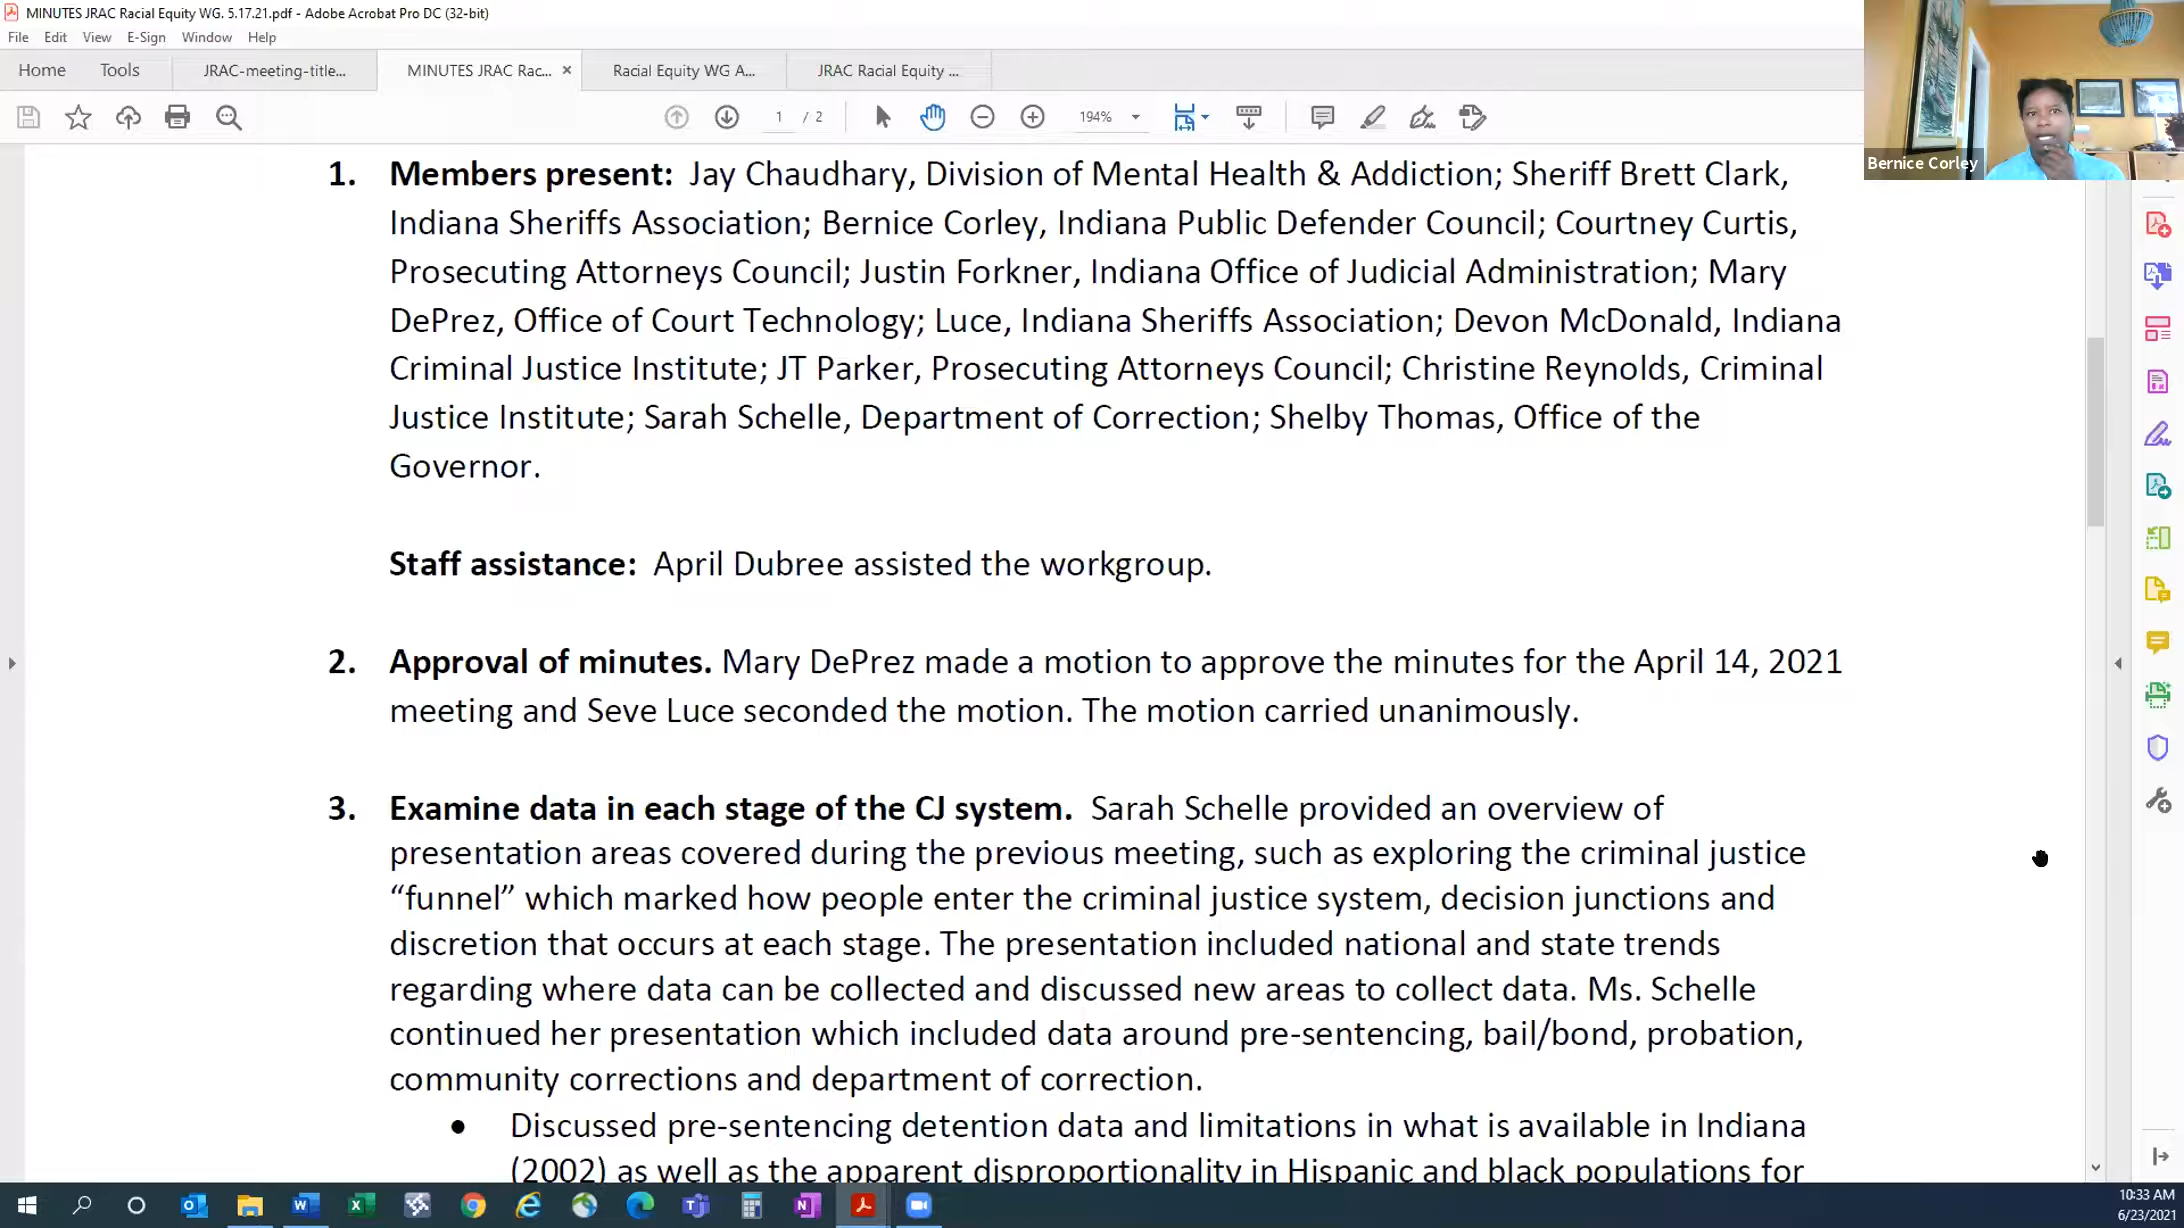 MINUTES JRAC Racial Equity WG. 5.17.21.pdf - Adobe Acrobat Pro DC (32-bit)
File Edit View E-Sign Window Help
Home Tools JRAC-meeting-title... MINUTES JRAC Rac... × Racial Equity WG A... JRAC Racial Equity ...
1 / 2 194%
Bernice Corley
1. Members present: Jay Chaudhary, Division of Mental Health & Addiction; Sheriff Brett Clark,
Indiana Sheriffs Association; Bernice Corley, Indiana Public Defender Council; Courtney Curtis,
Prosecuting Attorneys Council; Justin Forkner, Indiana Office of Judicial Administration; Mary
DePrez, Office of Court Technology; Luce, Indiana Sheriffs Association; Devon McDonald, Indiana
Criminal Justice Institute; JT Parker, Prosecuting Attorneys Council; Christine Reynolds, Criminal
Justice Institute; Sarah Schelle, Department of Correction; Shelby Thomas, Office of the
Governor.
Staff assistance: April Dubree assisted the workgroup.
2. Approval of minutes. Mary DePrez made a motion to approve the minutes for the April 14, 2021
meeting and Seve Luce seconded the motion. The motion carried unanimously.
3. Examine data in each stage of the CJ system. Sarah Schelle provided an overview of
presentation areas covered during the previous meeting, such as exploring the criminal justice
“funnel” which marked how people enter the criminal justice system, decision junctions and
discretion that occurs at each stage. The presentation included national and state trends
regarding where data can be collected and discussed new areas to collect data. Ms. Schelle
continued her presentation which included data around pre-sentencing, bail/bond, probation,
community corrections and department of correction.
• Discussed pre-sentencing detention data and limitations in what is available in Indiana
(2002) as well as the apparent disproportionality in Hispanic and black populations for
10:33 AM
6/23/2021